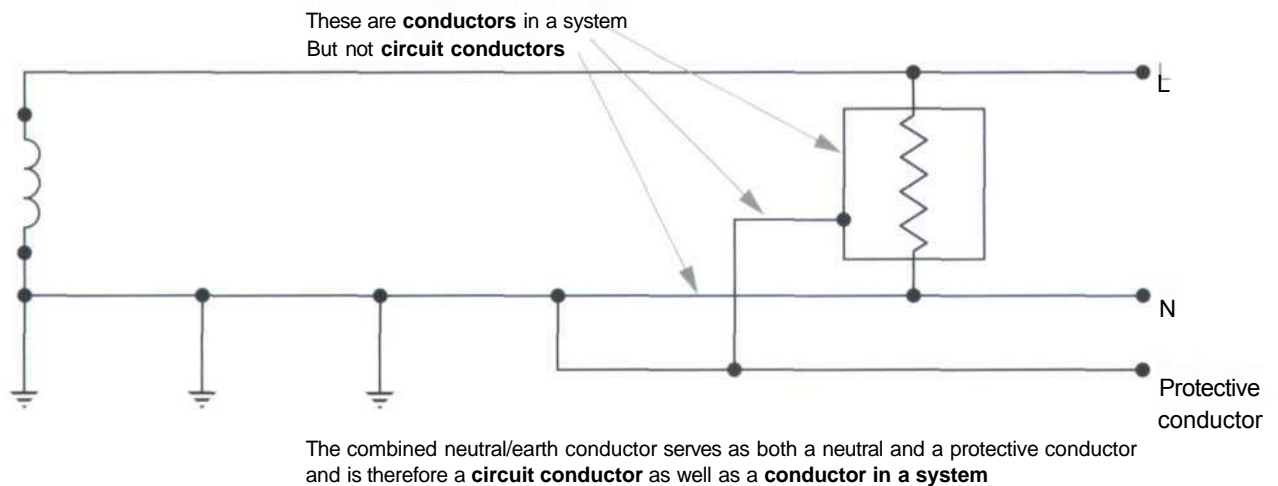 These are conductors in a system
But not circuit conductors
L
N
Protective
conductor
The combined neutral/earth conductor serves as both a neutral and a protective conductor
and is therefore a circuit conductor as well as a conductor in a system